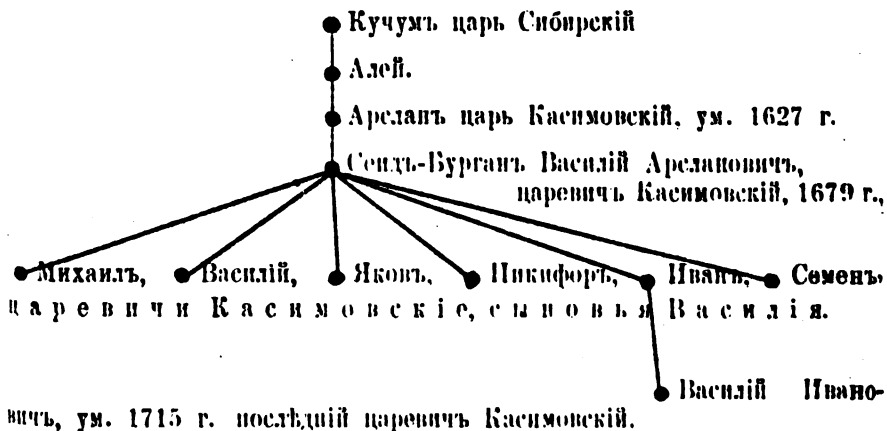 Кучумъ царь Сибирскій
Алей.
Арсланъ царь Касимовскій, ум. 1627 г.
Сеидъ-Бурганъ Василій Арслановичъ,
царевичъ Касимовскій, 1679 г.,
Михаилъ, Василій, Яковъ, Никифоръ, Иванъ, Семенъ,
царевичи Касимовскіе, сыновья Василія.
Василій Ивано-
вичъ, ум. 1715 г. послѣдній царевичъ Касимовскій.